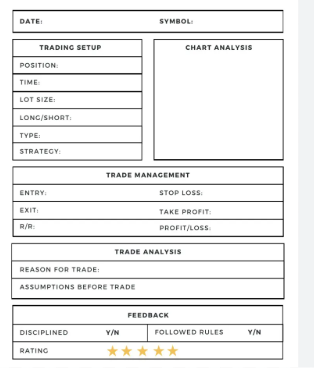 DATE: SYMBOL:
TRADING SETUP CHART ANALYSIS
POSITION:
TIME:
LOT SIZE:
LONG/SHORT:
TYPE:
STRATEGY:
TRADE MANAGEMENT
ENTRY: STOP LOSS:
EXIT: TAKE PROFIT:
R/R: PROFIT/LOSS:
TRADE ANALYSIS
REASON FOR TRADE:
ASSUMPTIONS BEFORE TRADE
FEEDBACK
DISCIPLINED Y/N FOLLOWED RULES Y/N
RATING